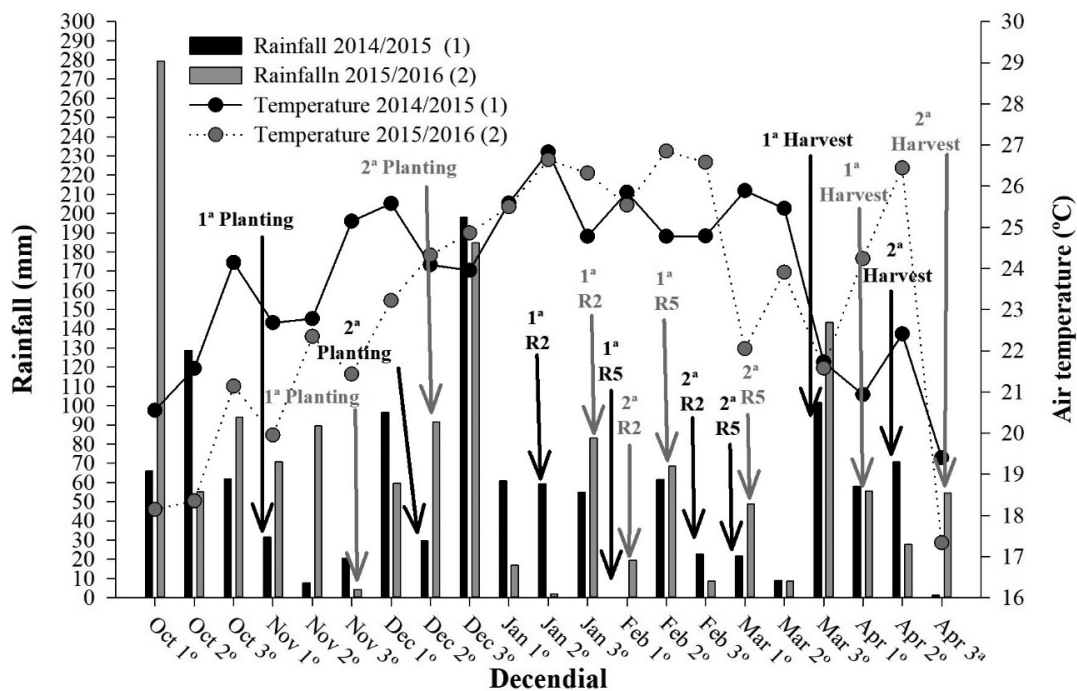 Rainfall (mm)
300
290
280
270
260
250
240
230
220
210
200
190
180
170
160
150
140
130
120
110
100
90
80
70
60
50
40
30
20
10
0
Rainfall 2014/2015 (1)
Rainfalln 2015/2016 (2)
Temperature 2014/2015 (1)
Temperature 2015/2016 (2)
1ª Planting
2ª Planting
2ª
Planting
1ª Planting
1ª
R2
1ª
R2
1ª
R5
2ª
R2
1ª
R5
2ª
R2
2ª
R5
2ª
R5
1ª Harvest
1ª
Harvest
2ª
Harvest
2ª
Harvest
30
29
28
27
26
25
24
23
22
21
20
19
18
17
16
Air temperature (ºC)
Oct 1º
Oct 2º
Oct 3º
Nov 1º
Nov 2º
Nov 3º
Dec 1º
Dec 2º
Dec 3º
Jan 1º
Jan 2º
Jan 3º
Feb 1º
Feb 2º
Feb 3º
Mar 1º
Mar 2º
Mar 3º
Apr 1º
Apr 2º
Apr 3ª
Decendial